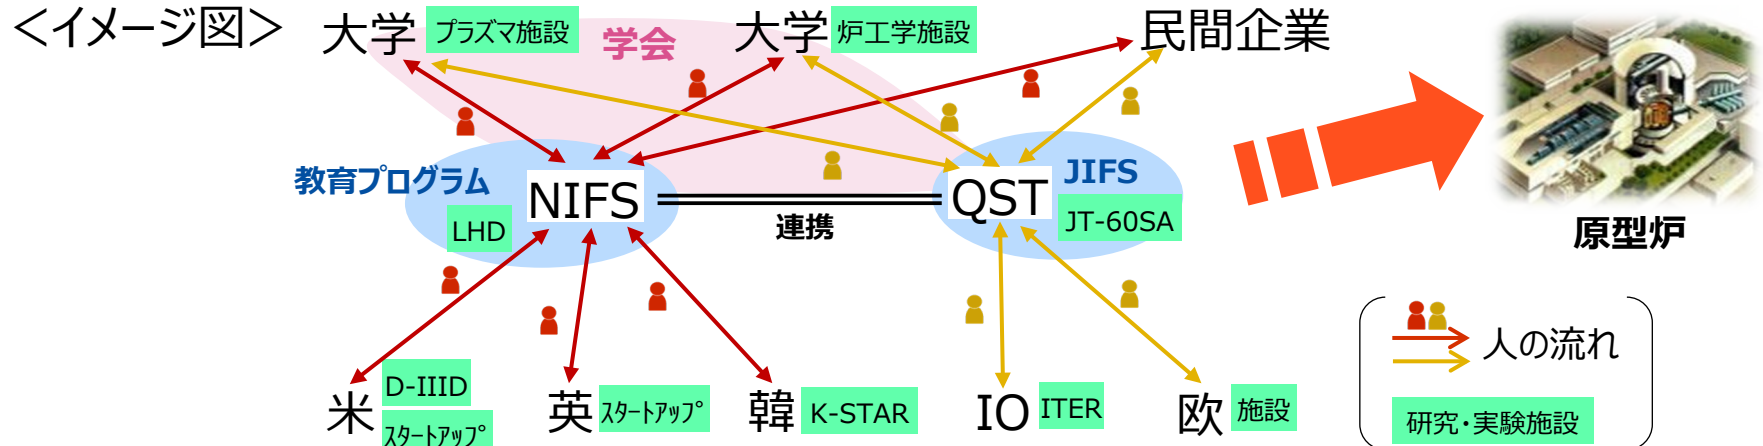 ＜イメージ図＞
大学 プラズマ施設
学会
大学 炉工学施設
民間企業
教育プログラム
NIFS
LHD
連携
QST
JIFS
JT-60SA
原型炉
米 D-IIID
スタートアップ
英 スタートアップ
韓 K-STAR
IO ITER
欧 施設
人の流れ
研究・実験施設